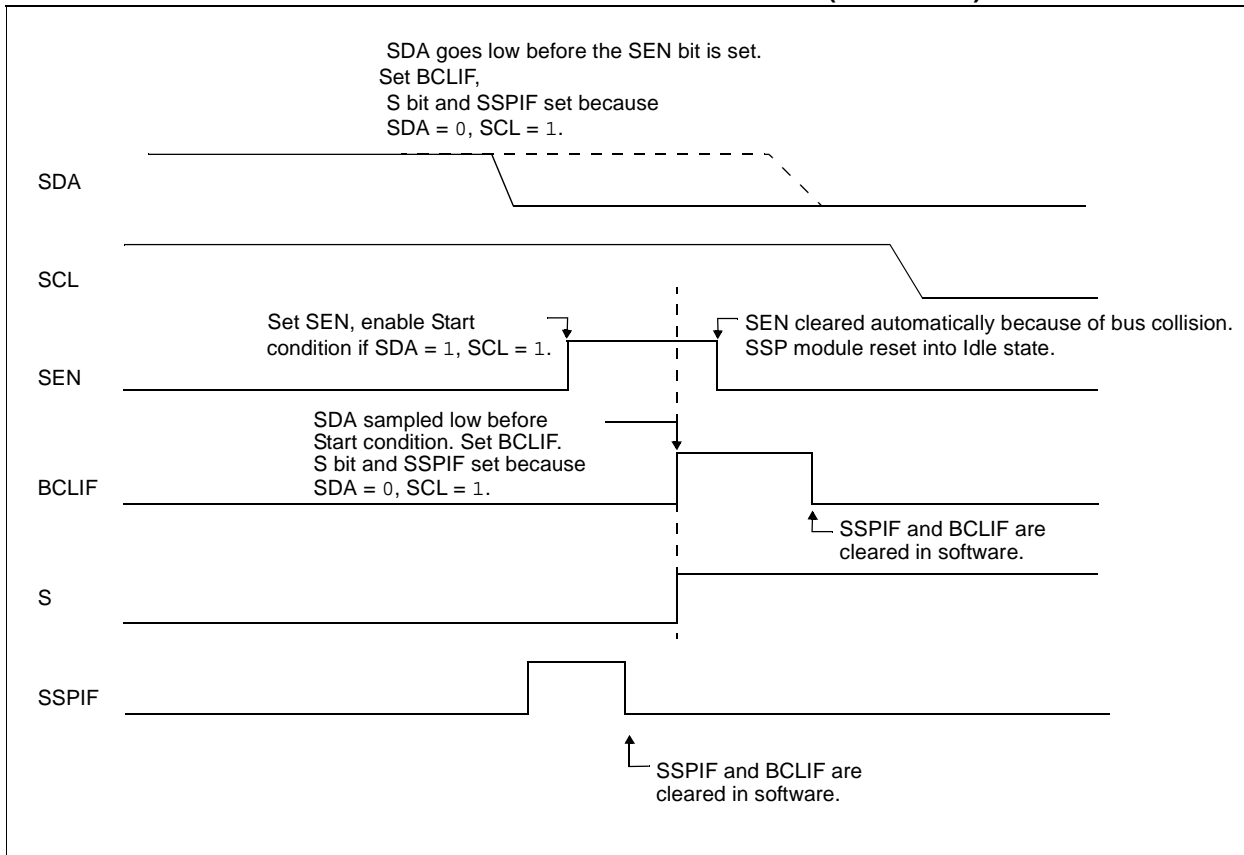 SDA goes low before the SEN bit is set.
Set BCLIF,
S bit and SSPIF set because
SDA = 0, SCL = 1.
SDA
SCL
Set SEN, enable Start
condition if SDA = 1, SCL = 1.
SEN cleared automatically because of bus collision.
SSP module reset into Idle state.
SEN
SDA sampled low before
Start condition. Set BCLIF.
S bit and SSPIF set because
SDA = 0, SCL = 1.
BCLIF
SSPIF and BCLIF are
cleared in software.
S
SSPIF
SSPIF and BCLIF are
cleared in software.